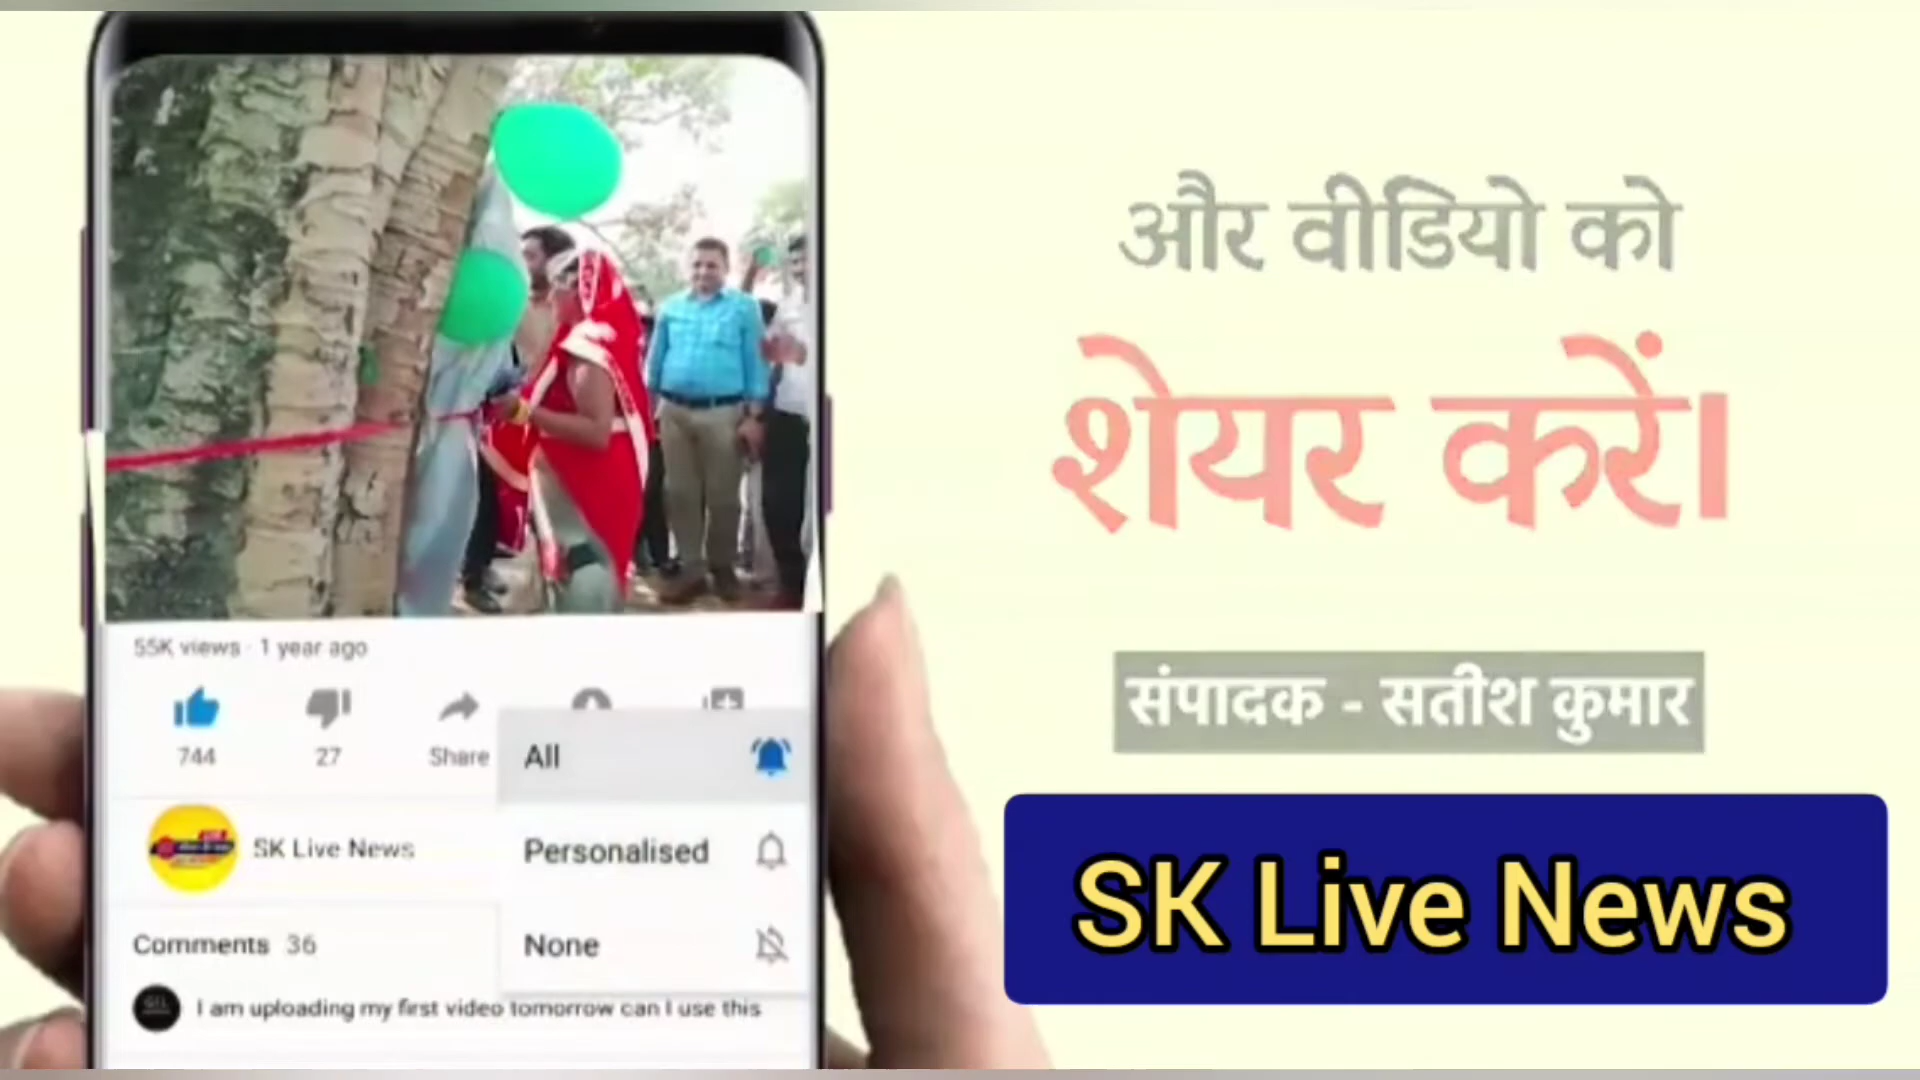 और वीडियो को
शेयर करें।
संपादक - सतीश कुमार
SK Live News
55K views · 1 year ago
744
27
Share
All
Personalised
None
SK Live News
Comments 36
I am uploading my first video tomorrow can I use this